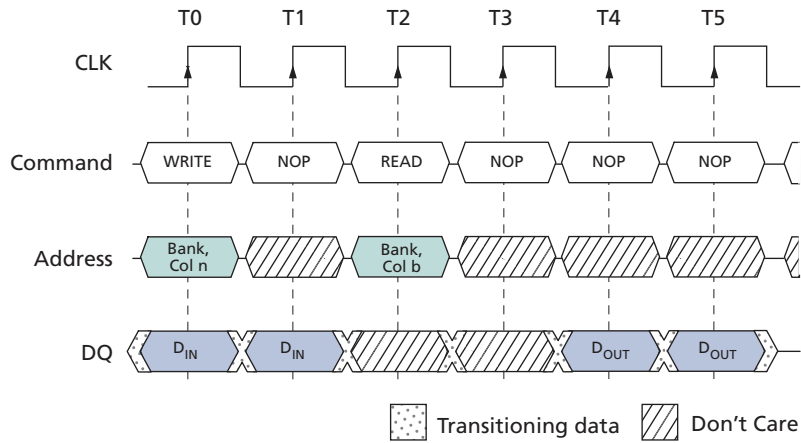 T0 T1 T2 T3 T4 T5
CLK
Command WRITE NOP READ NOP NOP NOP
Address Bank, Col n Bank, Col b
DQ DIN DIN DOUT DOUT
Transitioning data Don't Care